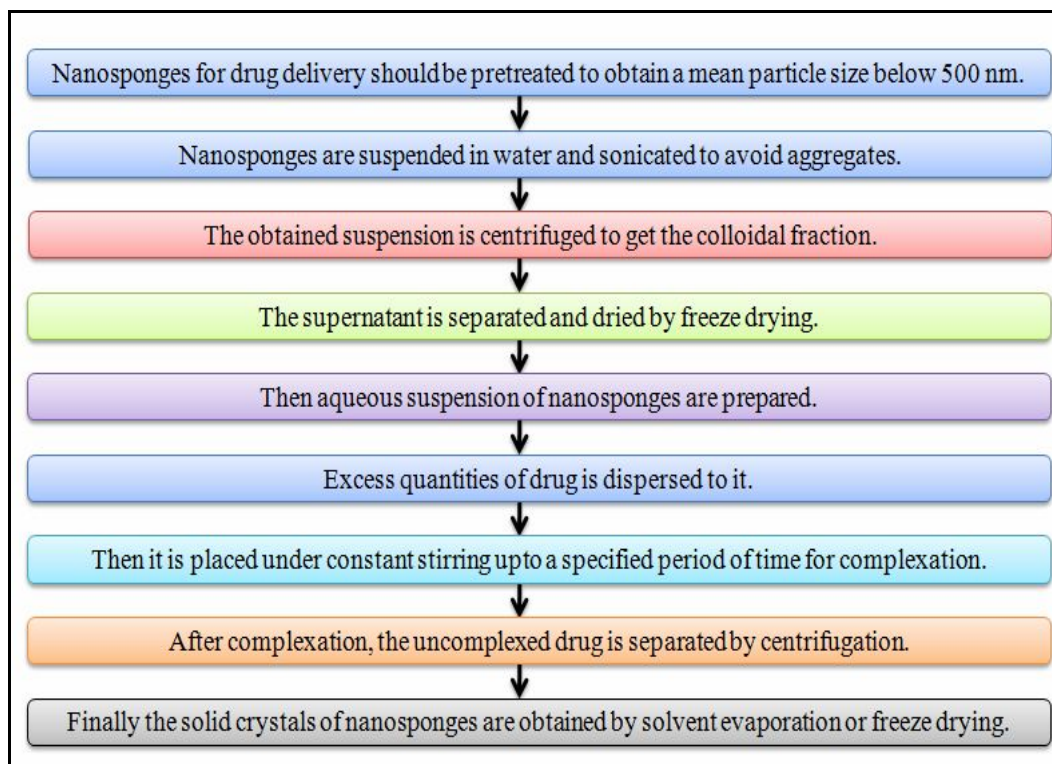 Nanosponges for drug delivery should be pretreated to obtain a mean particle size below 500 nm.
Nanosponges are suspended in water and sonicated to avoid aggregates.
The obtained suspension is centrifuged to get the colloidal fraction.
The supernatant is separated and dried by freeze drying.
Then aqueous suspension of nanosponges are prepared.
Excess quantities of drug is dispersed to it.
Then it is placed under constant stirring upto a specified period of time for complexation.
After complexation, the uncomplexed drug is separated by centrifugation.
Finally the solid crystals of nanosponges are obtained by solvent evaporation or freeze drying.